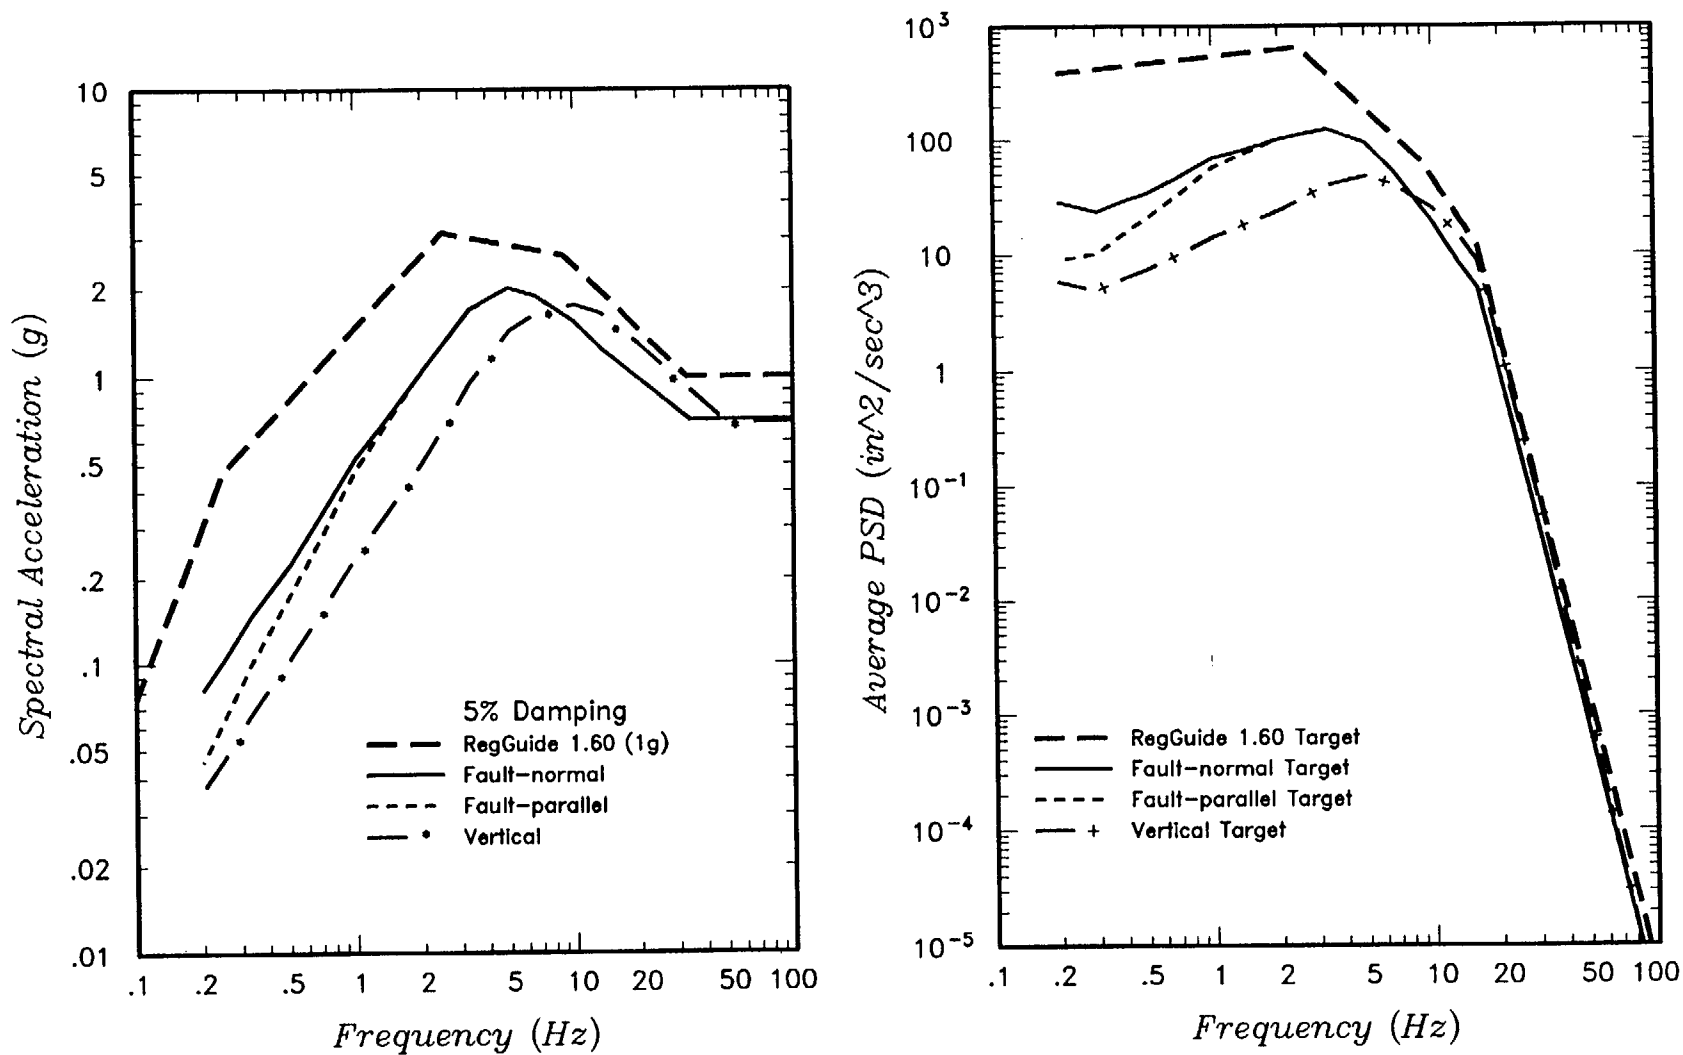 10
5
2
1
.5
.2
.1
.05
.02
.01
Spectral Acceleration (g)
5% Damping
RegGuide 1.60 (1g)
Fault-normal
Fault-parallel
Vertical
.1 .2 .5 1 2 5 10 20 50 100
Frequency (Hz)
10^3
100
10
1
10^-1
10^-2
10^-3
10^-4
10^-5
Average PSD (in^2/sec^3)
RegGuide 1.60 Target
Fault-normal Target
Fault-parallel Target
Vertical Target
.1 .2 .5 1 2 5 10 20 50 100
Frequency (Hz)